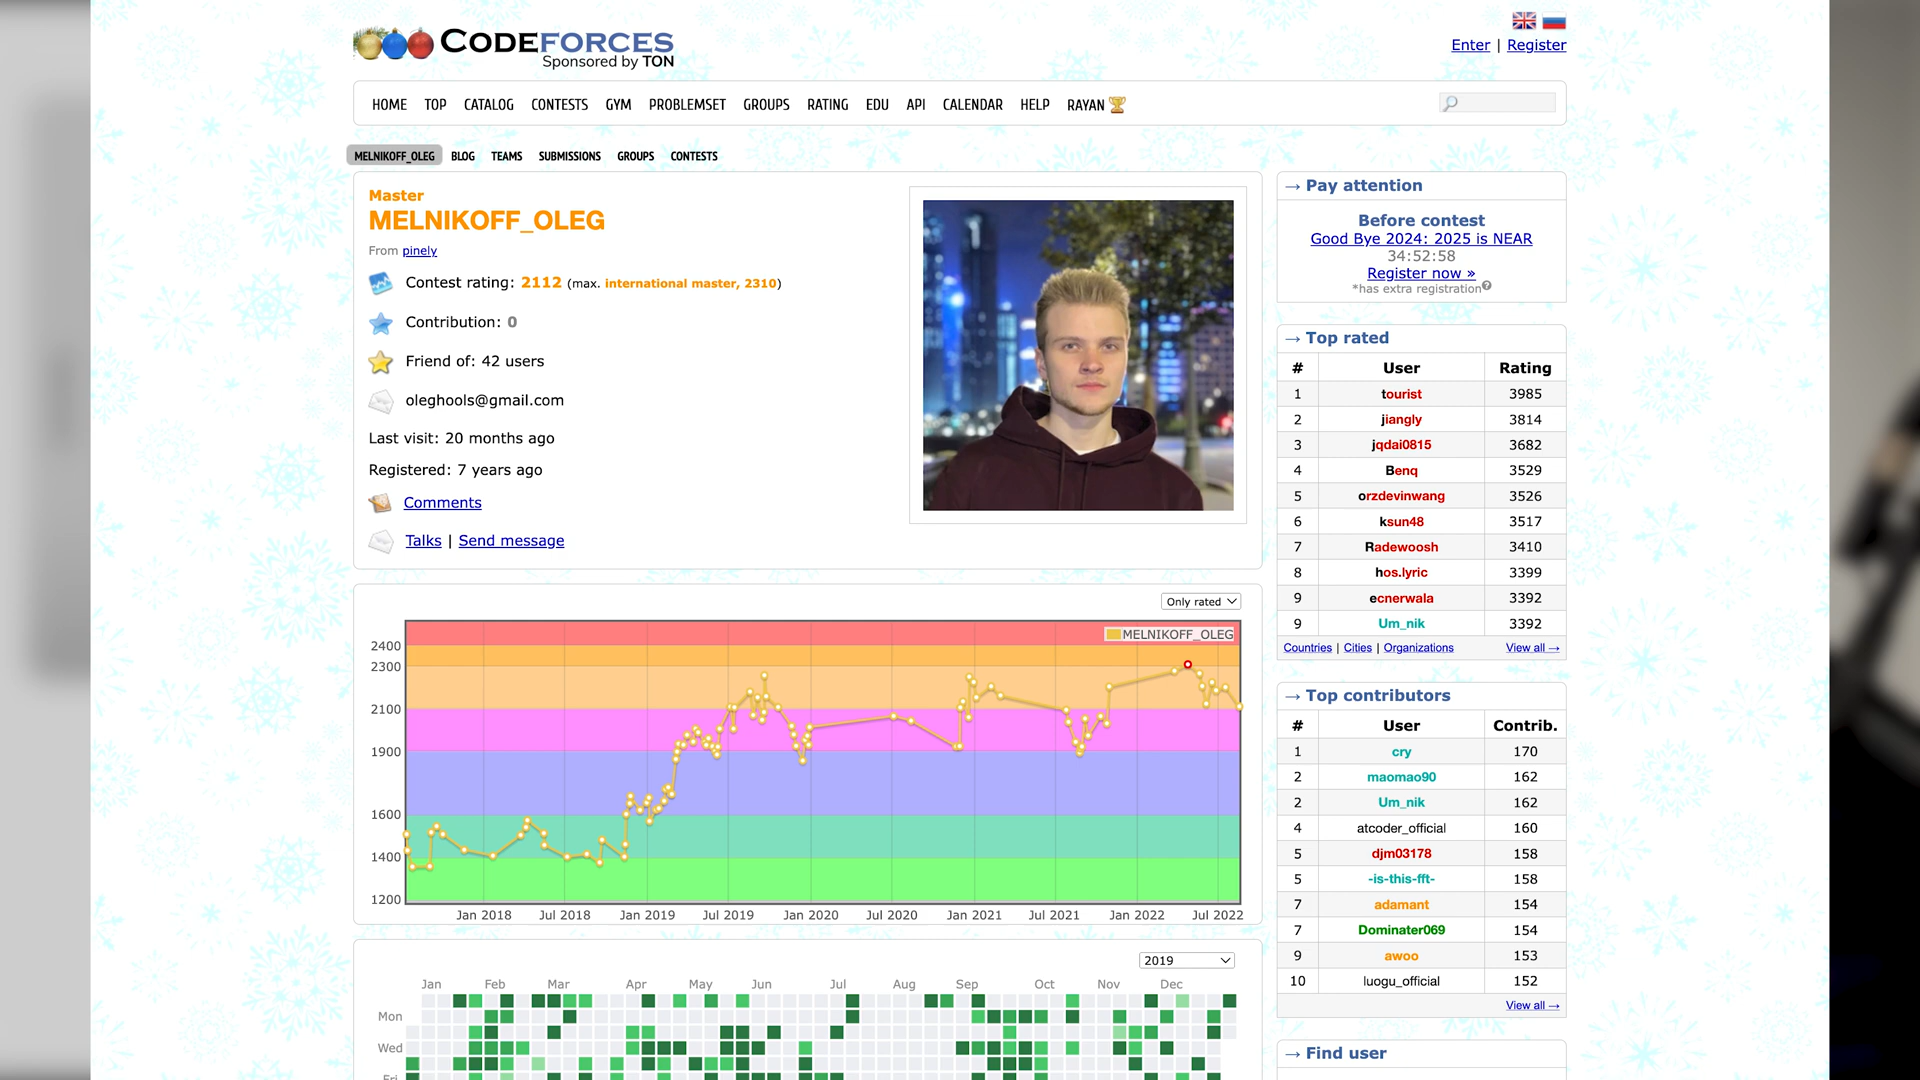 CODEFORCES
Sponsored by TON
Enter | Register
HOME TOP CATALOG CONTESTS GYM PROBLEMSET GROUPS RATING EDU API CALENDAR HELP RAYAN
MELNIKOFF_OLEG BLOG TEAMS SUBMISSIONS GROUPS CONTESTS
Master
MELNIKOFF_OLEG
From pinely
Contest rating: 2112 (max. international master, 2310)
Contribution: 0
Friend of: 42 users
oleghools@gmail.com
Last visit: 20 months ago
Registered: 7 years ago
Comments
Talks | Send message
→ Pay attention
Before contest
Good Bye 2024: 2025 is NEAR
34:52:58
Register now »
*has extra registration?
→ Top rated
# User Rating
1 tourist 3985
2 jiangly 3814
3 jqdai0815 3682
4 Benq 3529
5 orzdevinwang 3526
6 ksun48 3517
7 Radewoosh 3410
8 hos.lyric 3399
9 ecnerwala 3392
9 Um_nik 3392
Countries | Cities | Organizations View all →
→ Top contributors
# User Contrib.
1 cry 170
2 maomao90 162
2 Um_nik 162
4 atcoder_official 160
5 djm03178 158
5 -is-this-fft- 158
7 adamant 154
7 Dominater069 154
9 awoo 153
10 luogu_official 152
View all →
→ Find user
Only rated
MELNIKOFF_OLEG
2400
2300
2100
1900
1600
1400
1200
Jan 2018 Jul 2018 Jan 2019 Jul 2019 Jan 2020 Jul 2020 Jan 2021 Jul 2021 Jan 2022 Jul 2022
2019
Jan Feb Mar Apr May Jun Jul Aug Sep Oct Nov Dec
Mon
Wed
Fri